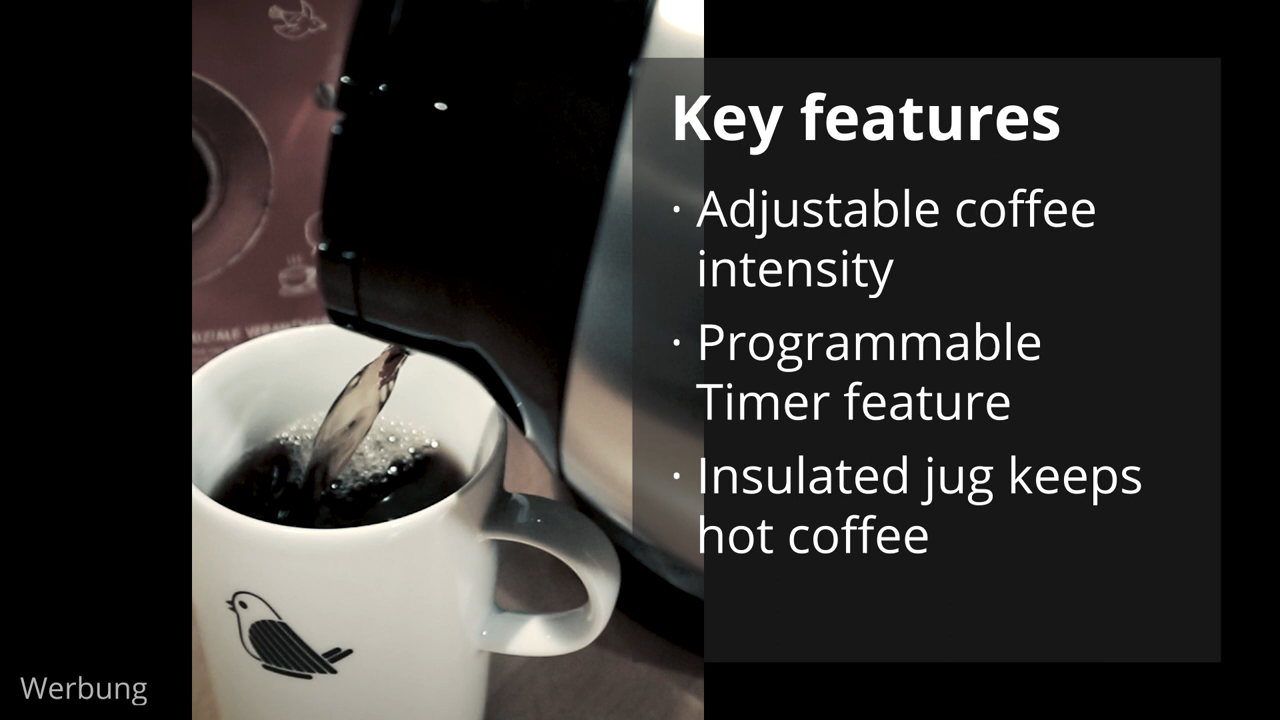 Key features
· Adjustable coffee
intensity
· Programmable
Timer feature
· Insulated jug keeps
hot coffee
Werbung